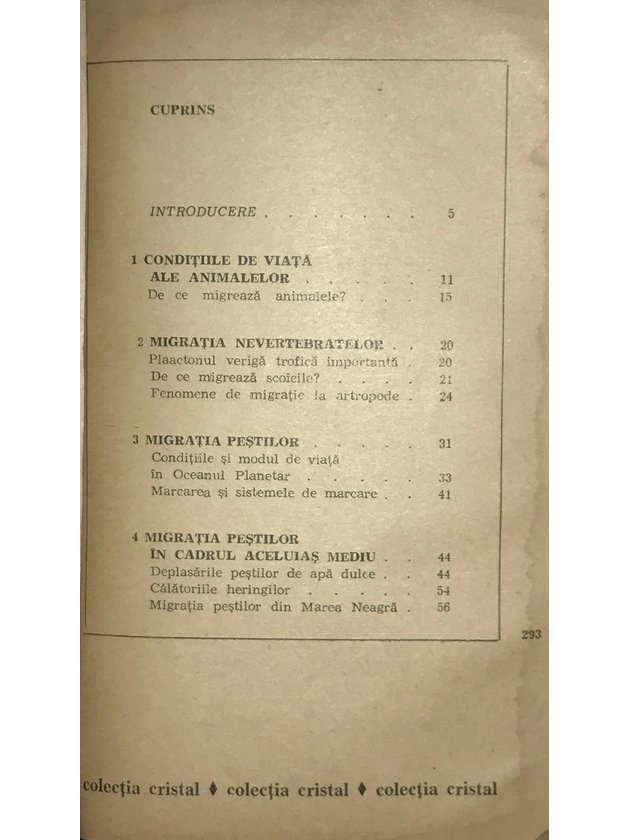 CUPRINS
INTRODUCERE . . . . . . . 5
1 CONDIȚIILE DE VIAȚĂ
ALE ANIMALELOR . . . . . 11
De ce migrează animalele? . . . 15
2 MIGRAȚIA NEVERTEBRATELOR . . 20
Plaactonul verigă trofică importantă . 20
De ce migrează scoicile? . . . . 21
Fenomene de migrație la artropode . 24
3 MIGRAȚIA PEȘTILOR . . . . . 31
Condițiile și modul de viață
în Oceanul Planetar . . . . . 33
Marcarea și sistemele de marcare . . 41
4 MIGRAȚIA PEȘTILOR
ÎN CADRUL ACELUIAȘ MEDIU . . 44
Deplasările peștilor de apă dulce . . 44
Călătoriile heringilor . . . . . 54
Migrația peștilor din Marea Neagră . 56
293
colecția cristal ♦ colecția cristal ♦ colecția cristal